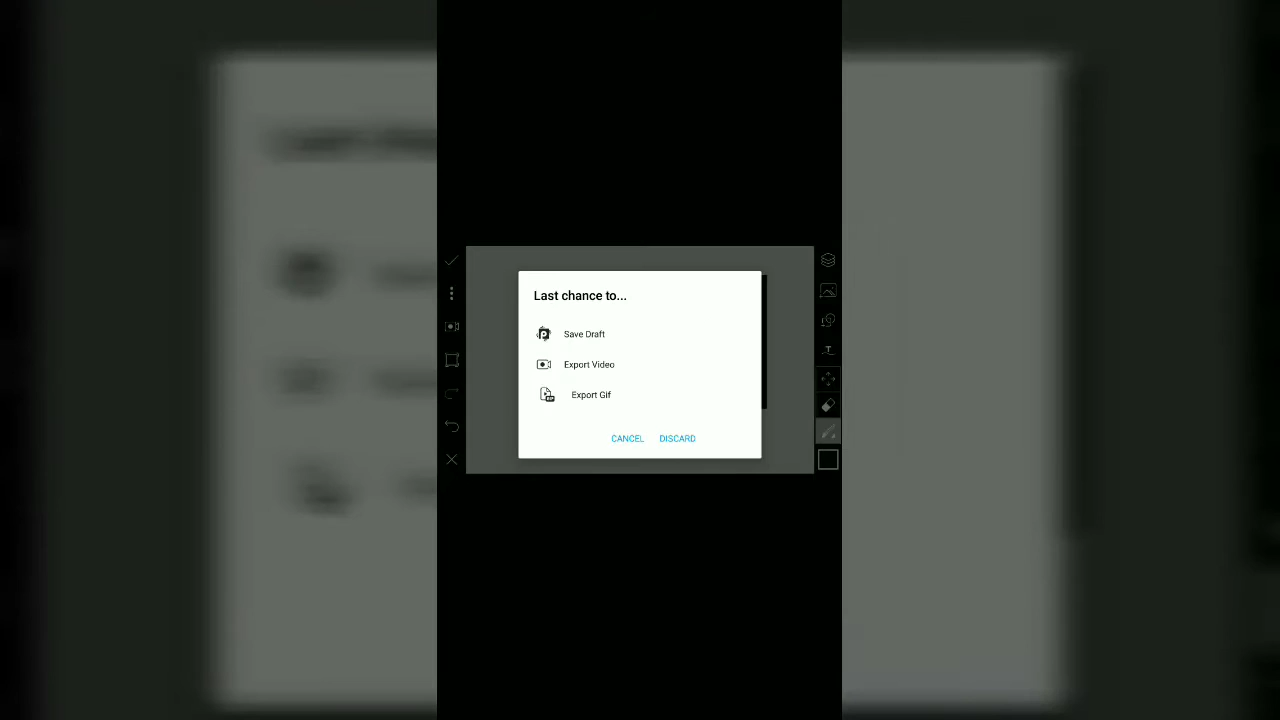 Last chance to...
Save Draft
Export Video
Export Gif
CANCEL DISCARD